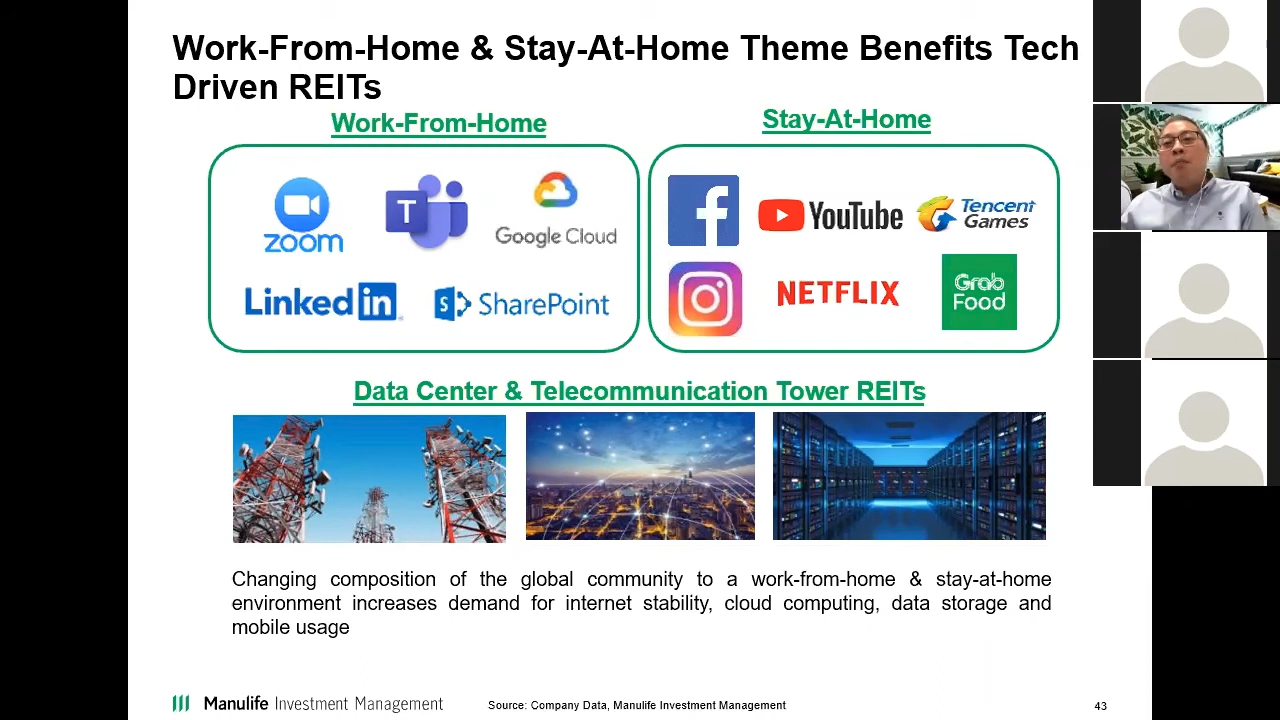 Work-From-Home & Stay-At-Home Theme Benefits Tech
Driven REITs
Work-From-Home
Stay-At-Home
zoom
T
Google Cloud
Linked in
S SharePoint
f
YouTube
Tencent
Games
NETFLIX
Grab
Food
Data Center & Telecommunication Tower REITs
Changing composition of the global community to a work-from-home & stay-at-home
environment increases demand for internet stability, cloud computing, data storage and
mobile usage
Manulife Investment Management
Source: Company Data, Manulife Investment Management
43